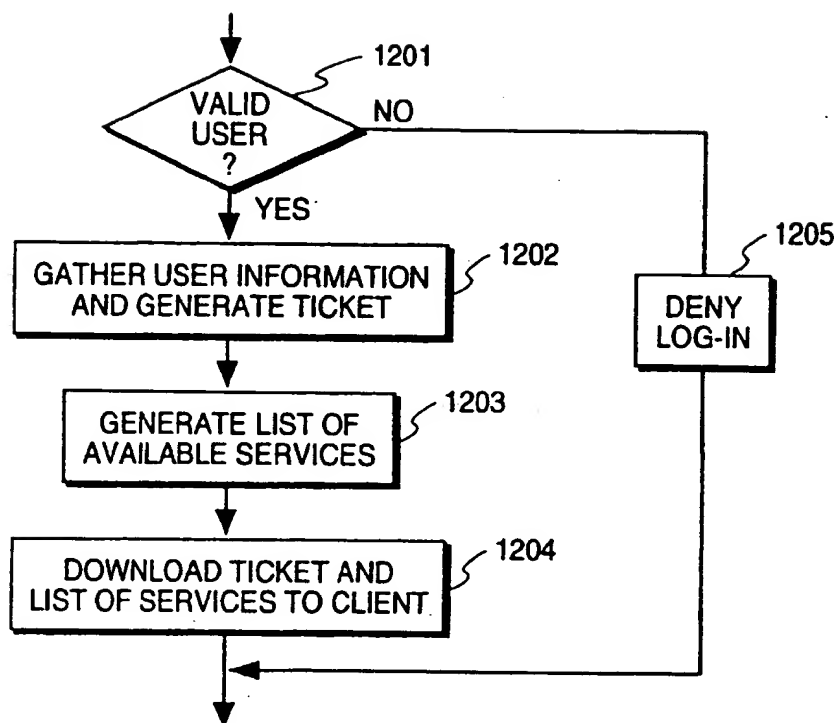 1201
VALID
USER
?
NO
YES
1202
GATHER USER INFORMATION
AND GENERATE TICKET
1205
DENY
LOG-IN
1203
GENERATE LIST OF
AVAILABLE SERVICES
1204
DOWNLOAD TICKET AND
LIST OF SERVICES TO CLIENT